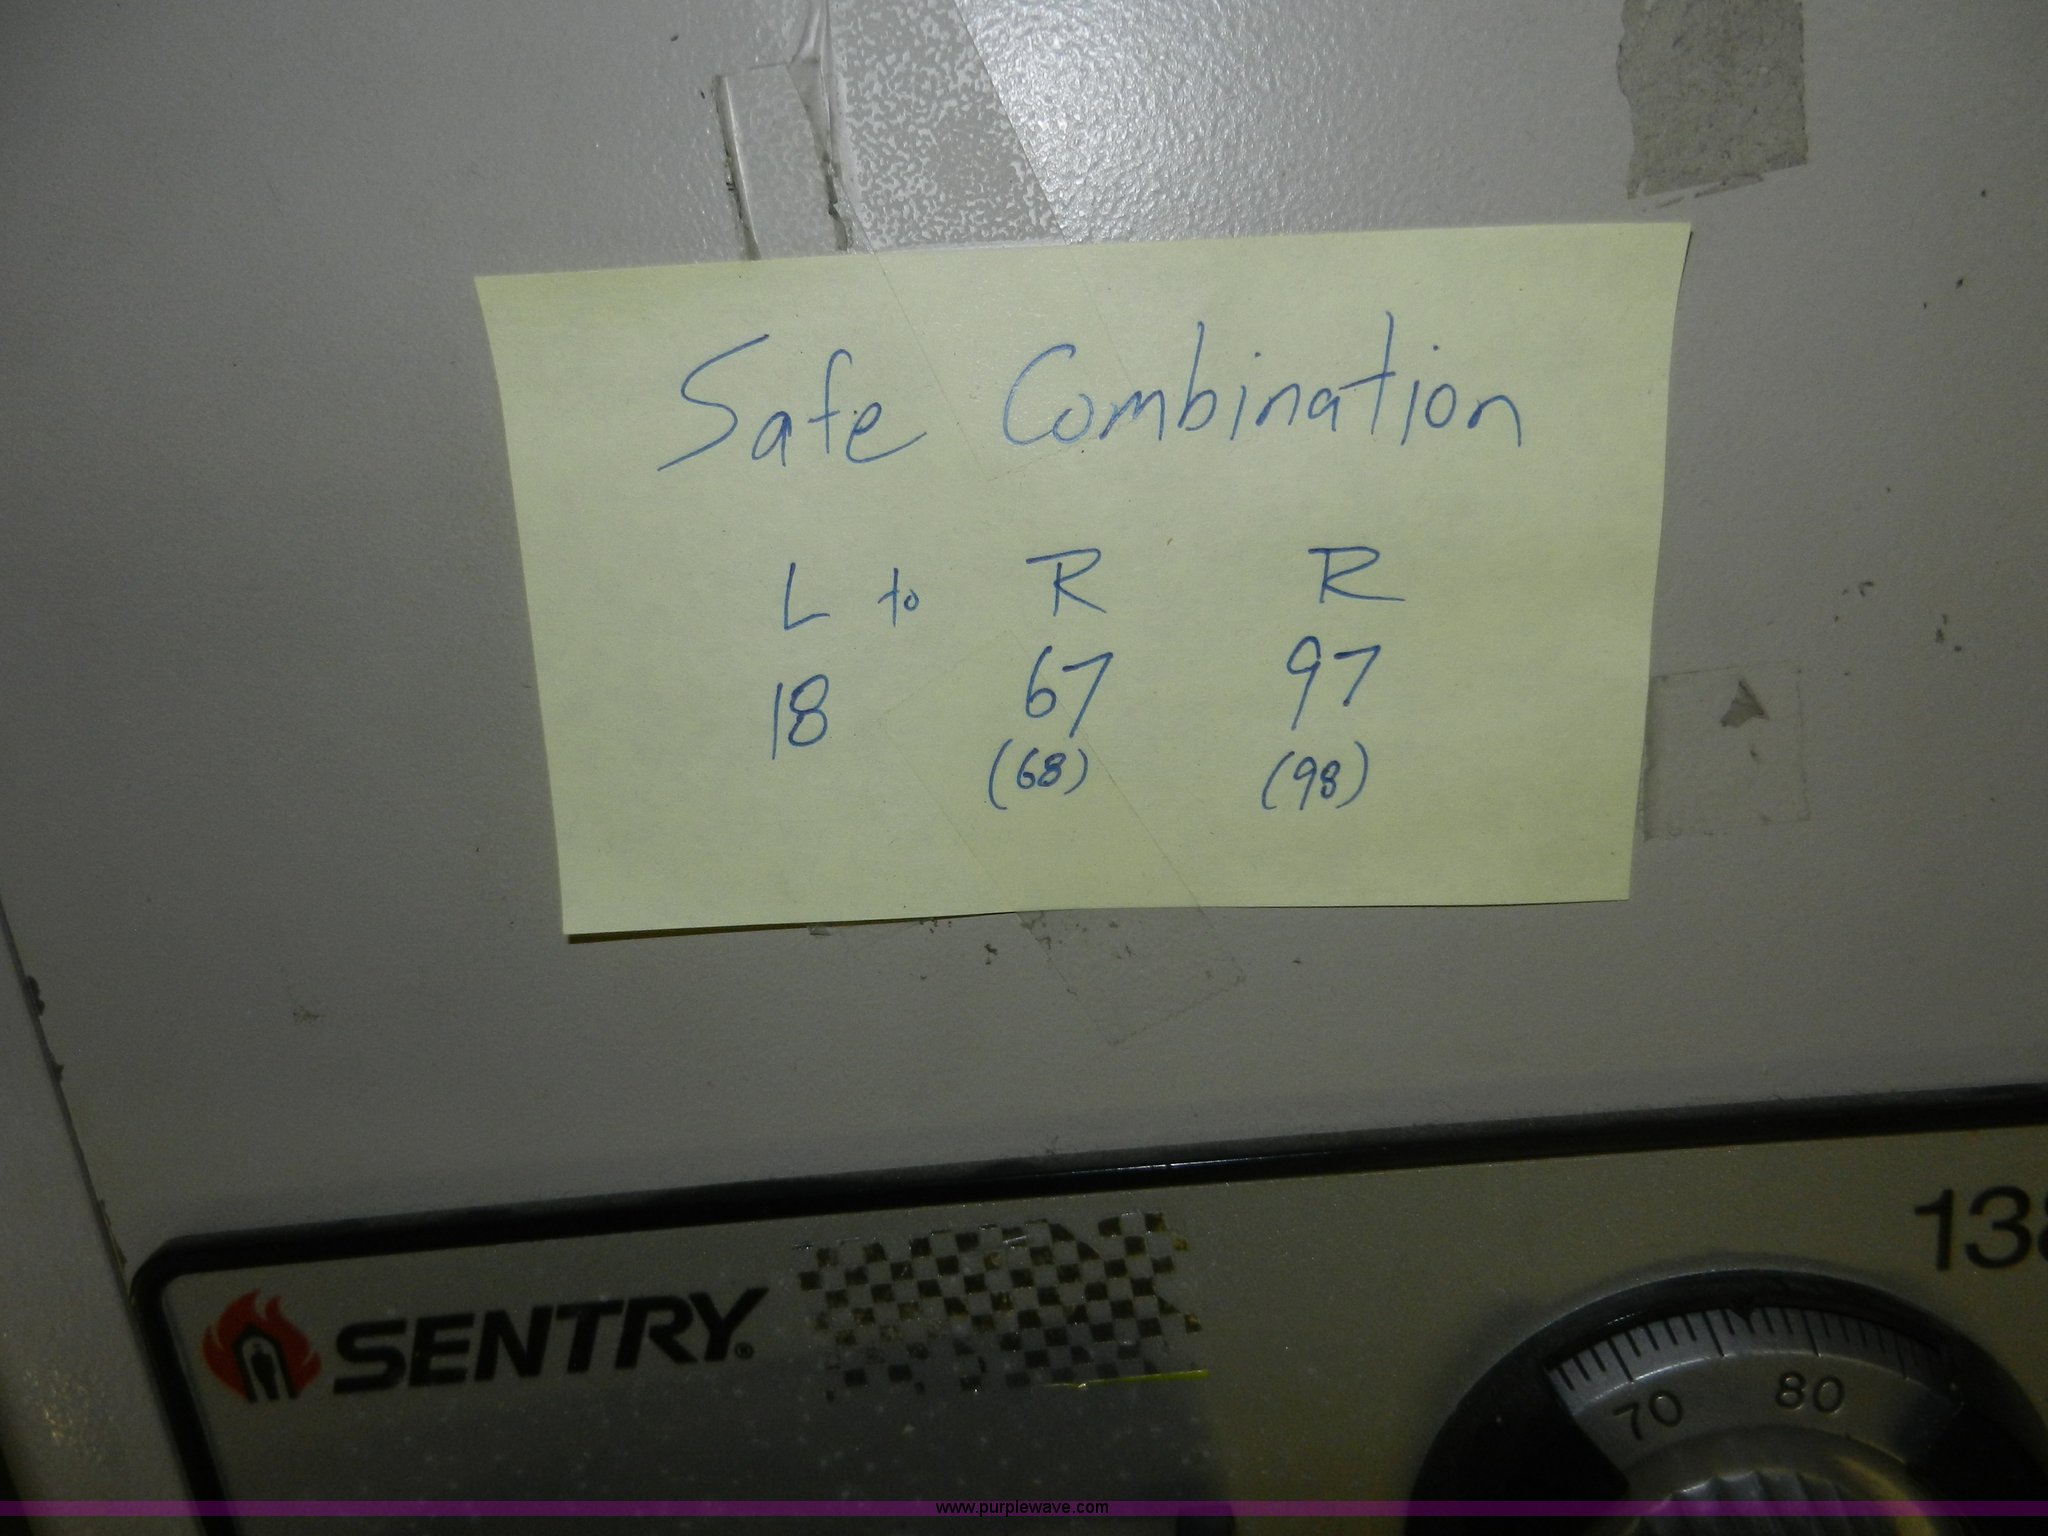 Safe Combination
L to R R
18 67 97
(68) (98)
SENTRY®
70 80
www.purplewave.com